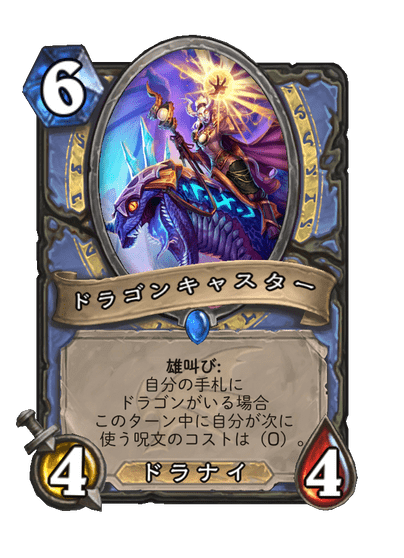 6
ドラゴンキャスター
雄叫び:
自分の手札に
ドラゴンがいる場合
このターン中に自分が次に
使う呪文のコストは（0）。
4
ドラナイ
4